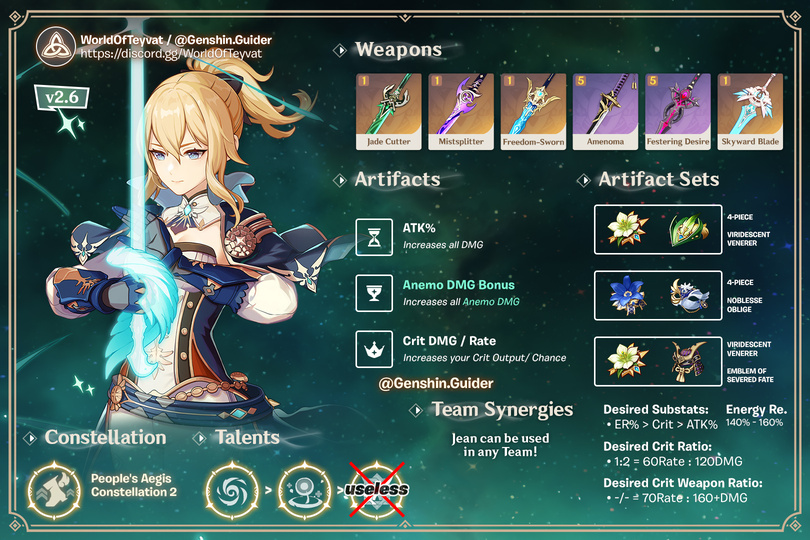 WorldOfTeyvat / @Genshin.Guider
https://discord.gg/WorldOfTeyvat
v2.6
Weapons
1
1
1
5
5
1
Jade Cutter
Mistsplitter
Freedom-Sworn
Amenoma
Festering Desire
Skyward Blade
Artifacts
ATK%
Increases all DMG
Anemo DMG Bonus
Increases all Anemo DMG
Crit DMG / Rate
Increases your Crit Output/ Chance
@Genshin.Guider
Artifact Sets
4-PIECE
VIRIDESCENT
VENERER
4-PIECE
NOBLESSE
OBLIGE
VIRIDESCENT
VENERER
EMBLEM OF
SEVERED FATE
Team Synergies
Jean can be used
in any Team!
Desired Substats:
• ER% > Crit > ATK%
Energy Re.
140% - 160%
Desired Crit Ratio:
• 1:2 = 60Rate : 120DMG
Desired Crit Weapon Ratio:
• -/- = 70Rate : 160+DMG
Constellation
People's Aegis
Constellation 2
Talents
>
>
useless